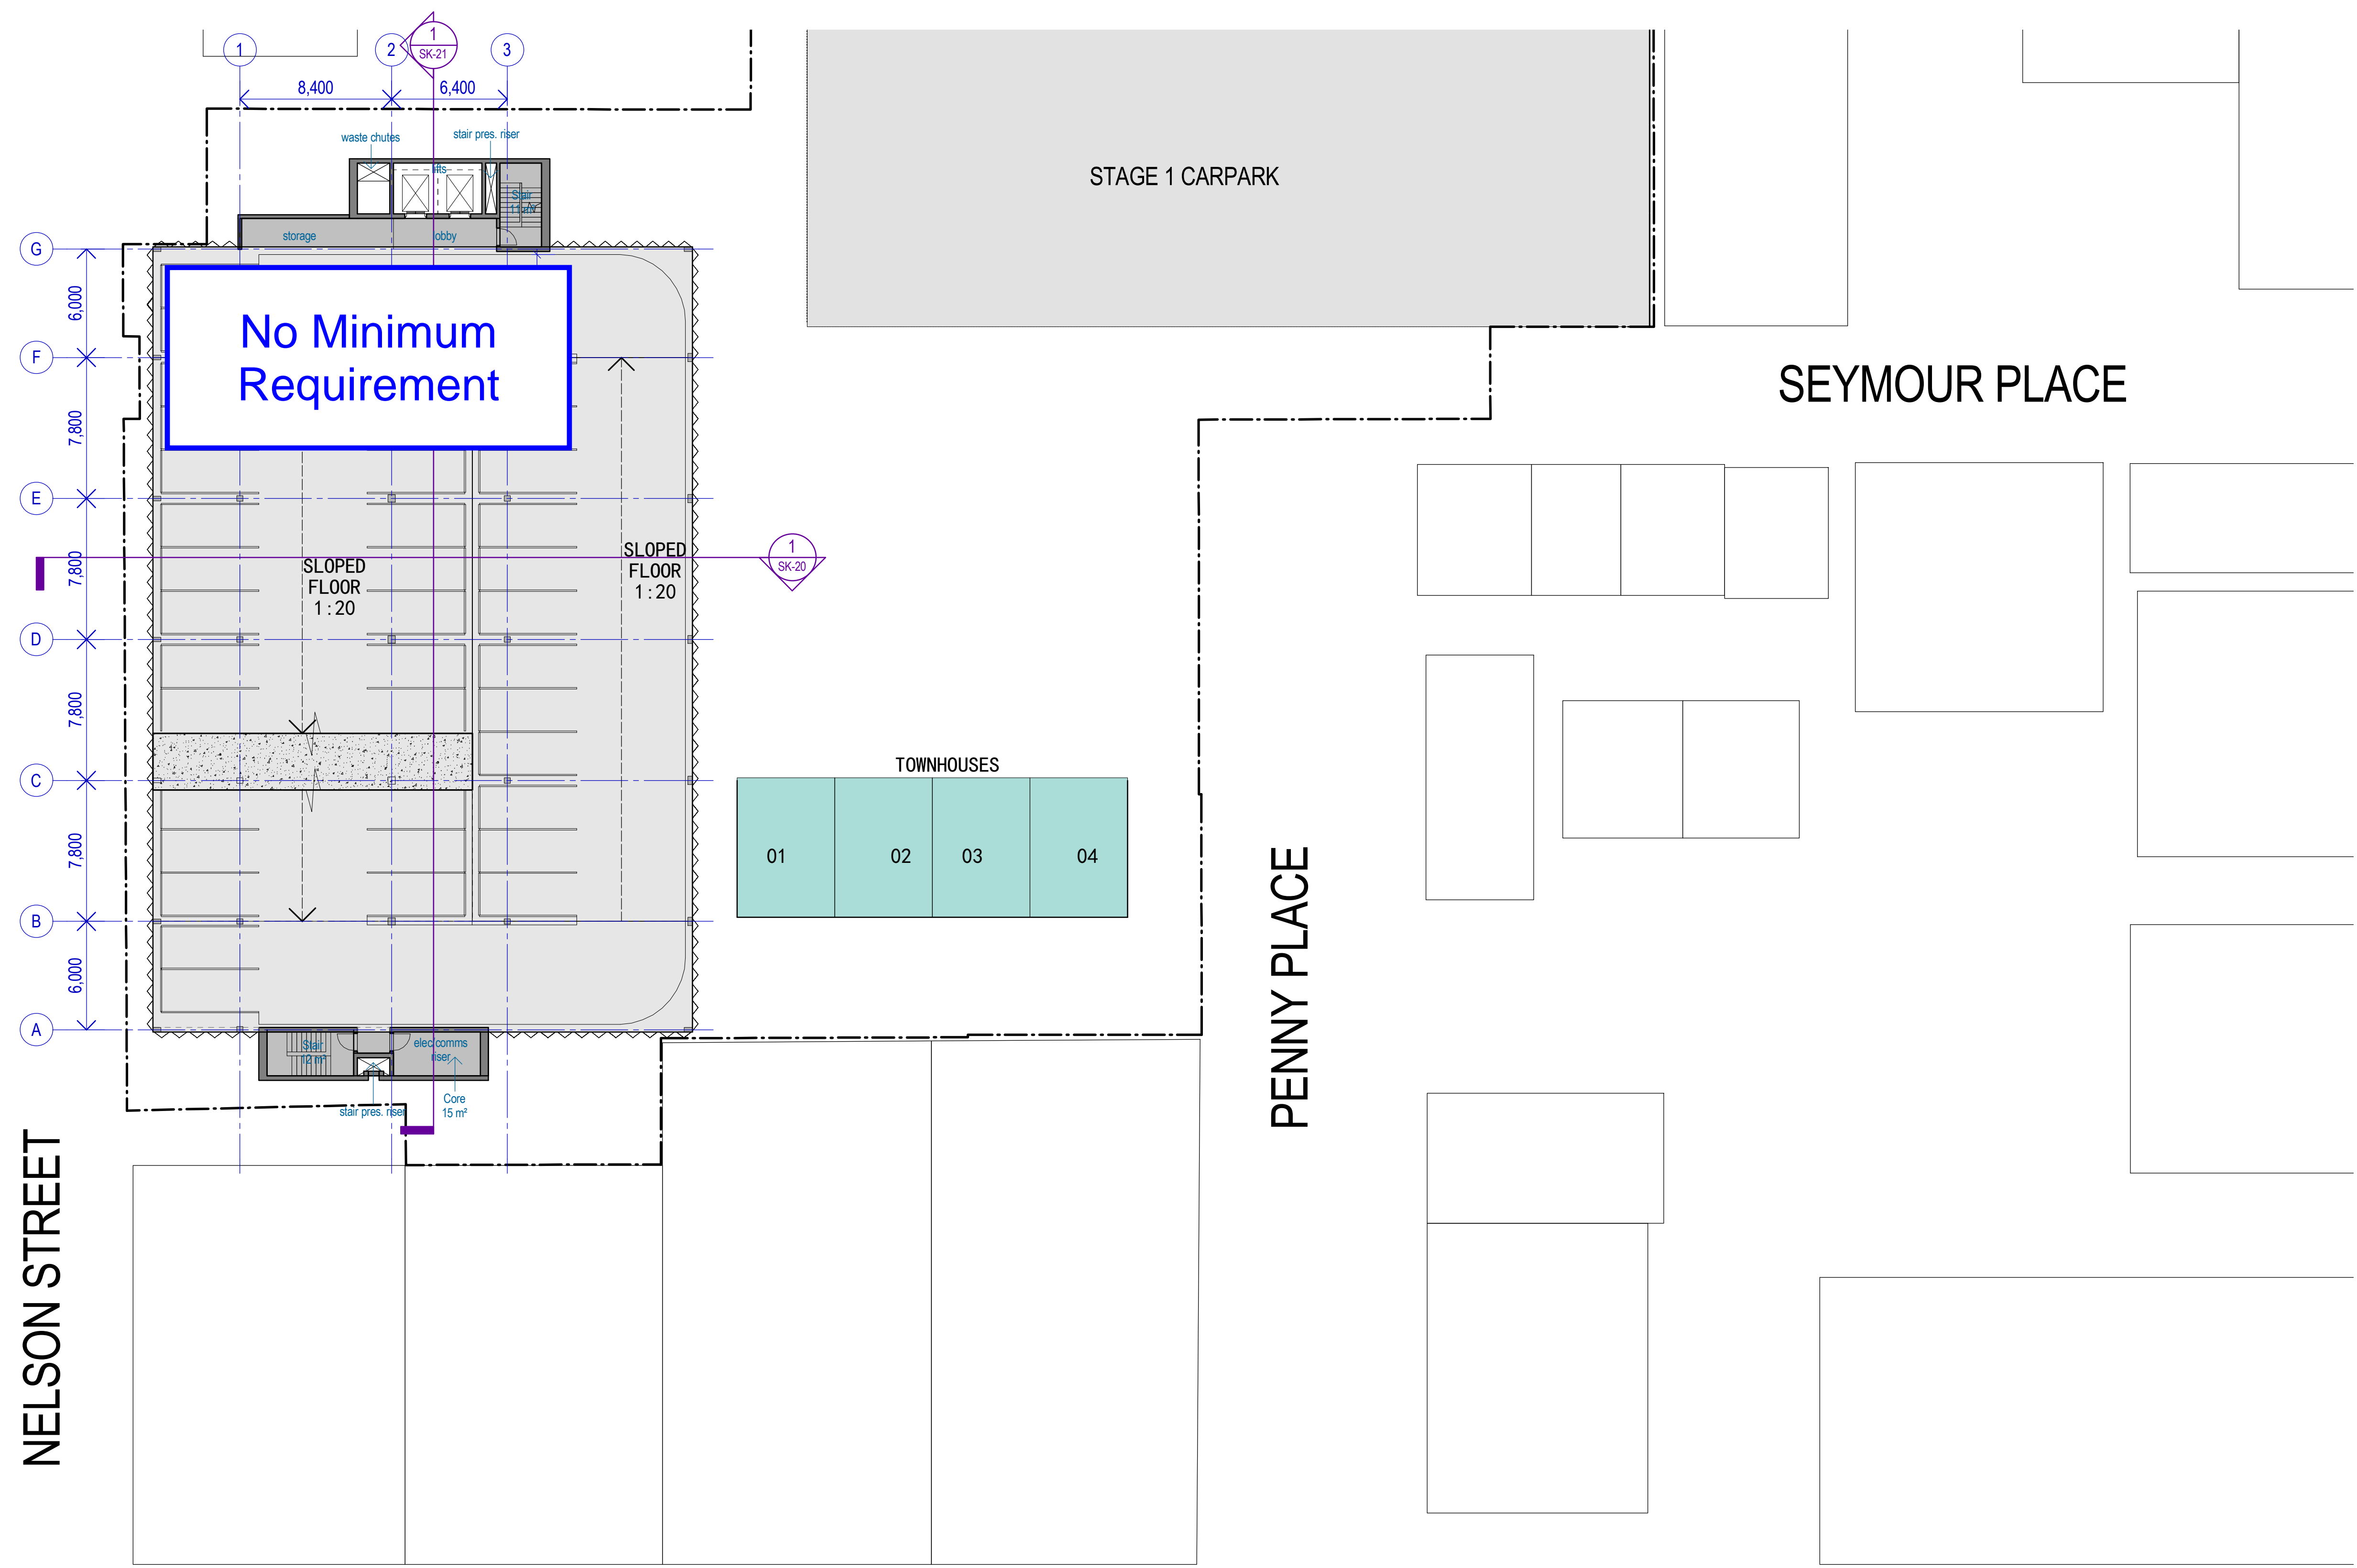 1
2
1
SK-21
3
8,400
6,400
waste chutes
stair pres. riser
lifts
Stair
11 m²
STAGE 1 CARPARK
storage
lobby
G
6,000
No Minimum
Requirement
F
SEYMOUR PLACE
7,800
E
7,800
SLOPED
FLOOR
1:20
SLOPED
FLOOR
1:20
1
SK-20
D
7,800
C
TOWNHOUSES
7,800
01
02
03
04
B
6,000
A
Stair
12 m²
elec/comms
riser
stair pres. riser
Core
15 m²
PENNY PLACE
NELSON STREET